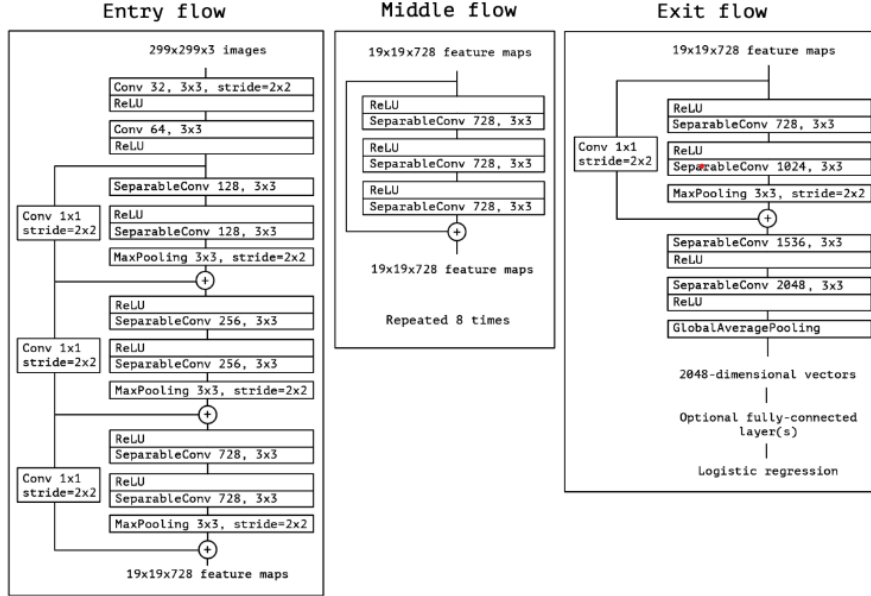 Entry flow
299x299x3 images
Conv 32, 3x3, stride=2x2
ReLU
Conv 64, 3x3
ReLU
SeparableConv 128, 3x3
Conv 1x1
stride=2x2
ReLU
SeparableConv 128, 3x3
MaxPooling 3x3, stride=2x2
+
ReLU
SeparableConv 256, 3x3
Conv 1x1
stride=2x2
ReLU
SeparableConv 256, 3x3
MaxPooling 3x3, stride=2x2
+
ReLU
SeparableConv 728, 3x3
Conv 1x1
stride=2x2
ReLU
SeparableConv 728, 3x3
MaxPooling 3x3, stride=2x2
+
19x19x728 feature maps
Middle flow
19x19x728 feature maps
ReLU
SeparableConv 728, 3x3
ReLU
SeparableConv 728, 3x3
ReLU
SeparableConv 728, 3x3
+
19x19x728 feature maps
Repeated 8 times
Exit flow
19x19x728 feature maps
ReLU
SeparableConv 728, 3x3
Conv 1x1
stride=2x2
ReLU
SeparableConv 1024, 3x3
MaxPooling 3x3, stride=2x2
+
SeparableConv 1536, 3x3
ReLU
SeparableConv 2048, 3x3
ReLU
GlobalAveragePooling
2048-dimensional vectors
Optional fully-connected
layer(s)
Logistic regression